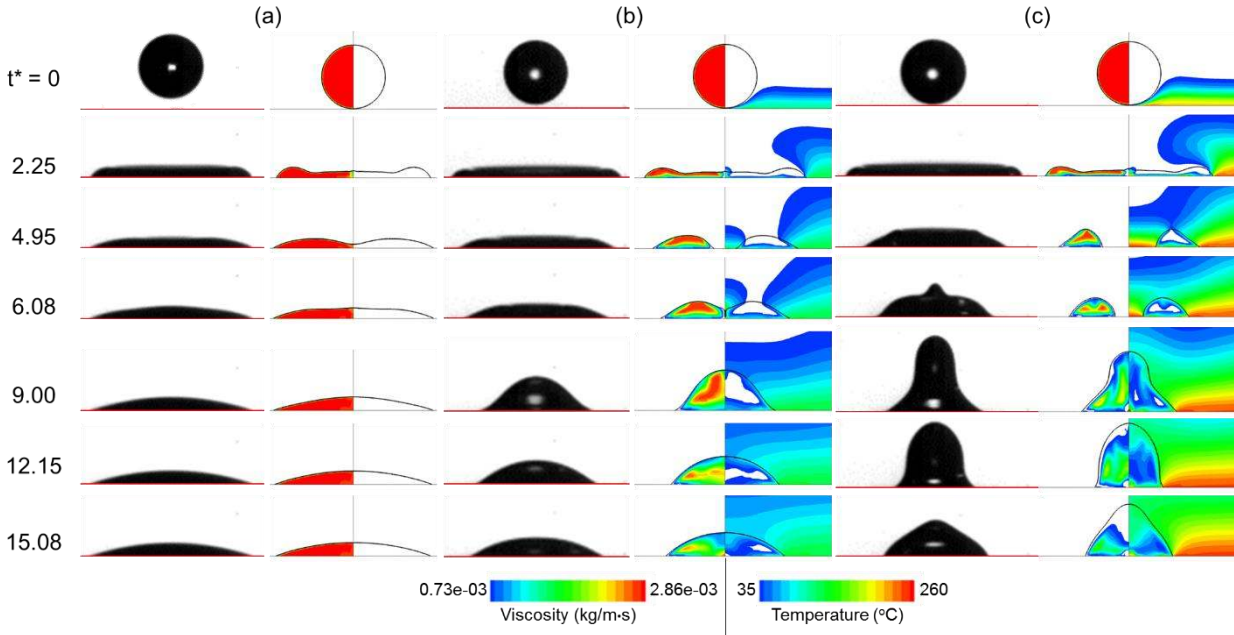 (a) (b) (c)
t* = 0
2.25
4.95
6.08
9.00
12.15
15.08
0.73e-03 2.86e-03 35 260
Viscosity (kg/m•s) Temperature (°C)